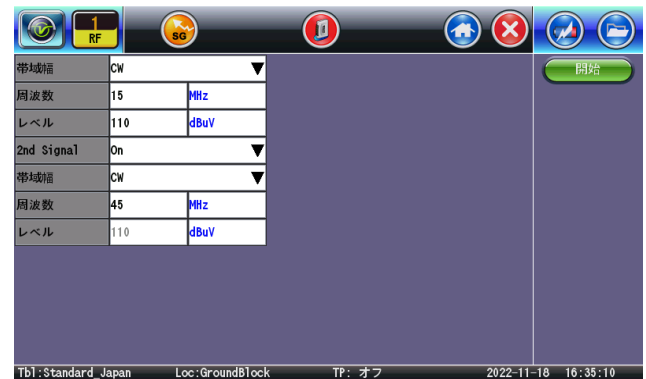 1
RF
SG
帯域幅 CW
開始
周波数 15 MHz
レベル 110 dBuV
2nd Signal On
帯域幅 CW
周波数 45 MHz
レベル 110 dBuV
Tbl:Standard_Japan Loc:GroundBlock TP: オフ 2022-11-18 16:35:10